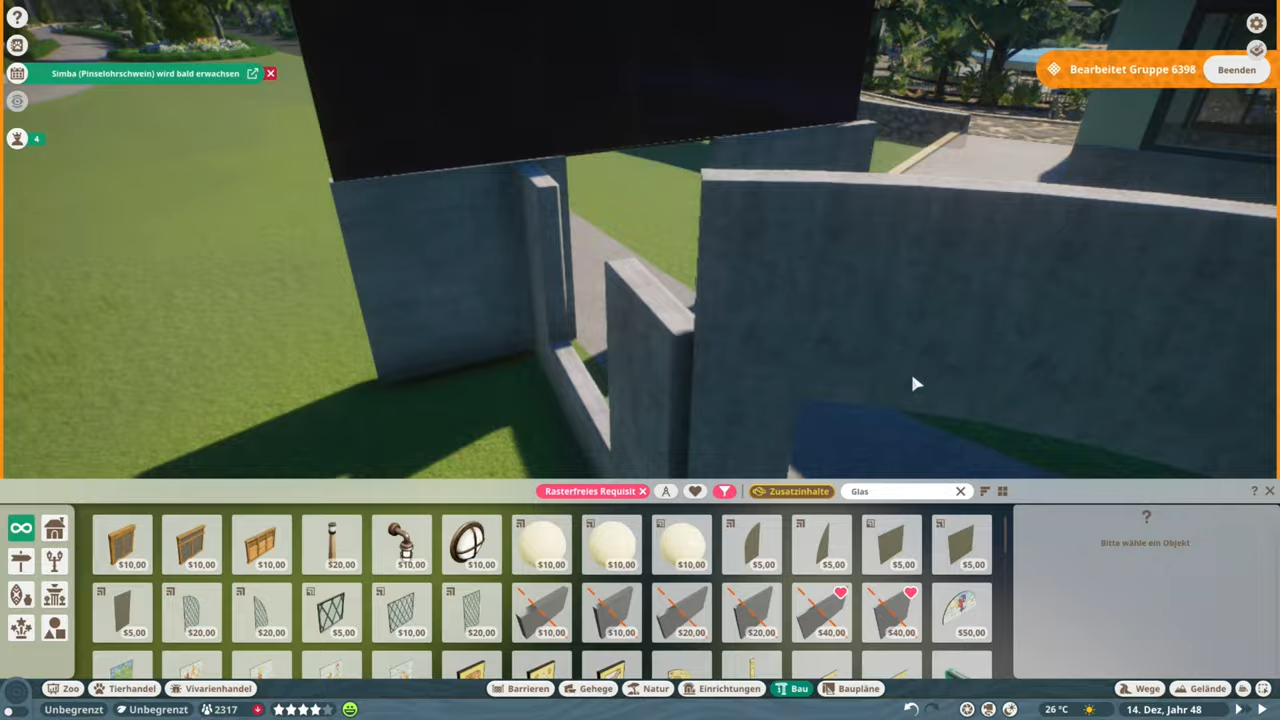 Simba (Pinselohrschwein) wird bald erwachsen
4
Bearbeitet Gruppe 6398
Beenden
Rasterfreies Requisit
Zusatzinhalte
Glas
$10,00 $10,00 $10,00 $20,00 $10,00 $10,00 $10,00 $10,00 $10,00 $5,00 $5,00 $5,00 $5,00
$5,00 $20,00 $20,00 $5,00 $10,00 $20,00 $10,00 $10,00 $20,00 $20,00 $40,00 $40,00 $50,00
?
Bitte wähle ein Objekt
Zoo Tierhandel Vivarienhandel Barrieren Gehege Natur Einrichtungen Bau Baupläne Wege Gelände
Unbegrenzt Unbegrenzt 2317 26 °C 14. Dez, Jahr 48